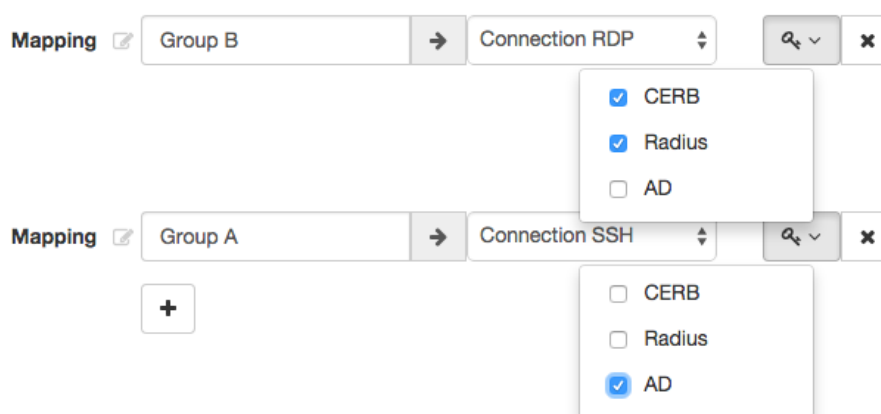 Mapping Group B Connection RDP
CERB
Radius
AD
Mapping Group A Connection SSH
CERB
Radius
AD